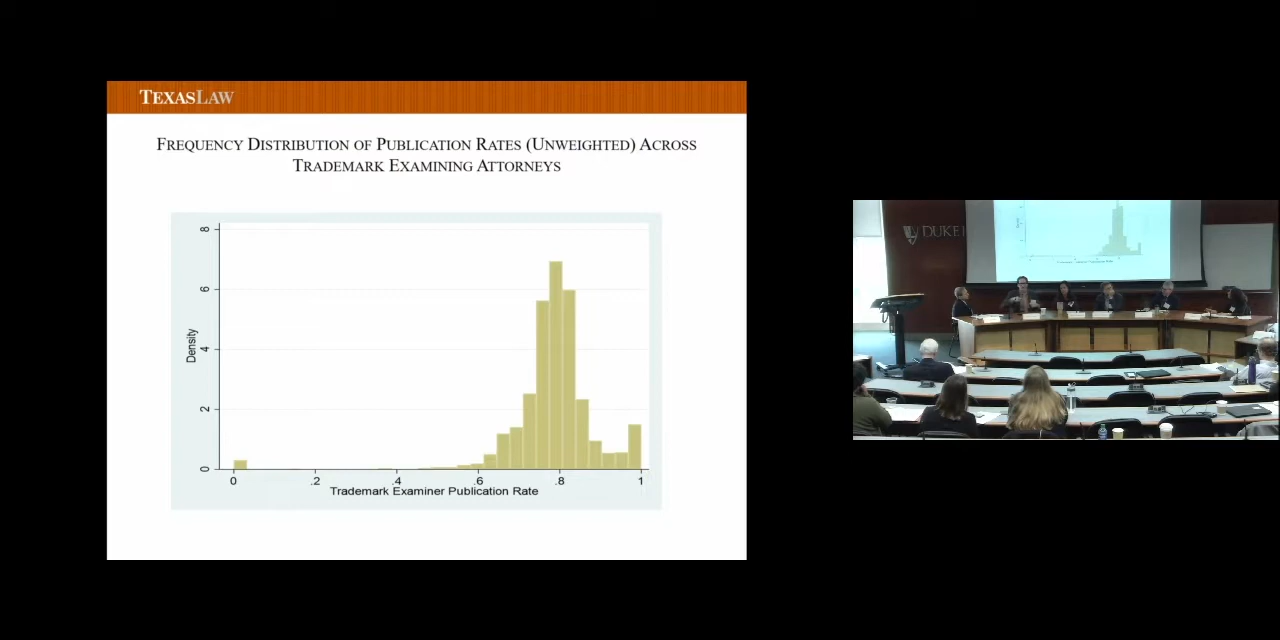 TEXASLAW
FREQUENCY DISTRIBUTION OF PUBLICATION RATES (UNWEIGHTED) ACROSS
TRADEMARK EXAMINING ATTORNEYS
8
6
4
2
0
Density
0 .2 .4 .6 .8 1
Trademark Examiner Publication Rate
DUKE